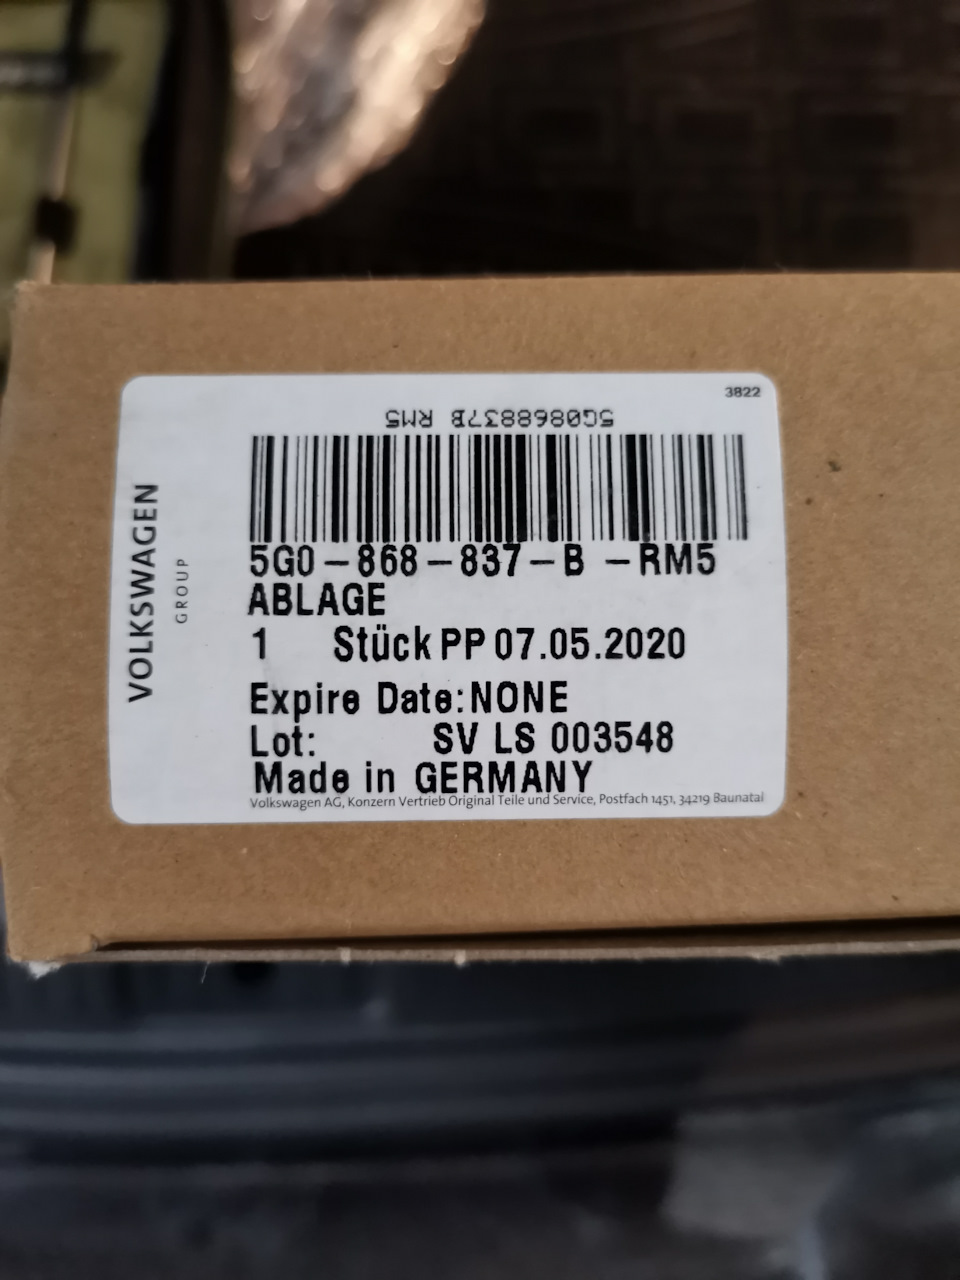 3822
5G0868837B RM5
VOLKSWAGEN
GROUP
5G0-868-837-B -RM5
ABLAGE
1 Stück PP 07.05.2020
Expire Date:NONE
Lot: SV LS 003548
Made in GERMANY
Volkswagen AG, Konzern Vertrieb Original Teile und Service, Postfach 1451, 34219 Baunatal